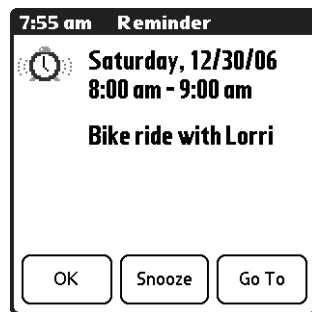 7:55 am Reminder
Saturday, 12/30/06
8:00 am - 9:00 am
Bike ride with Lorri
OK Snooze Go To